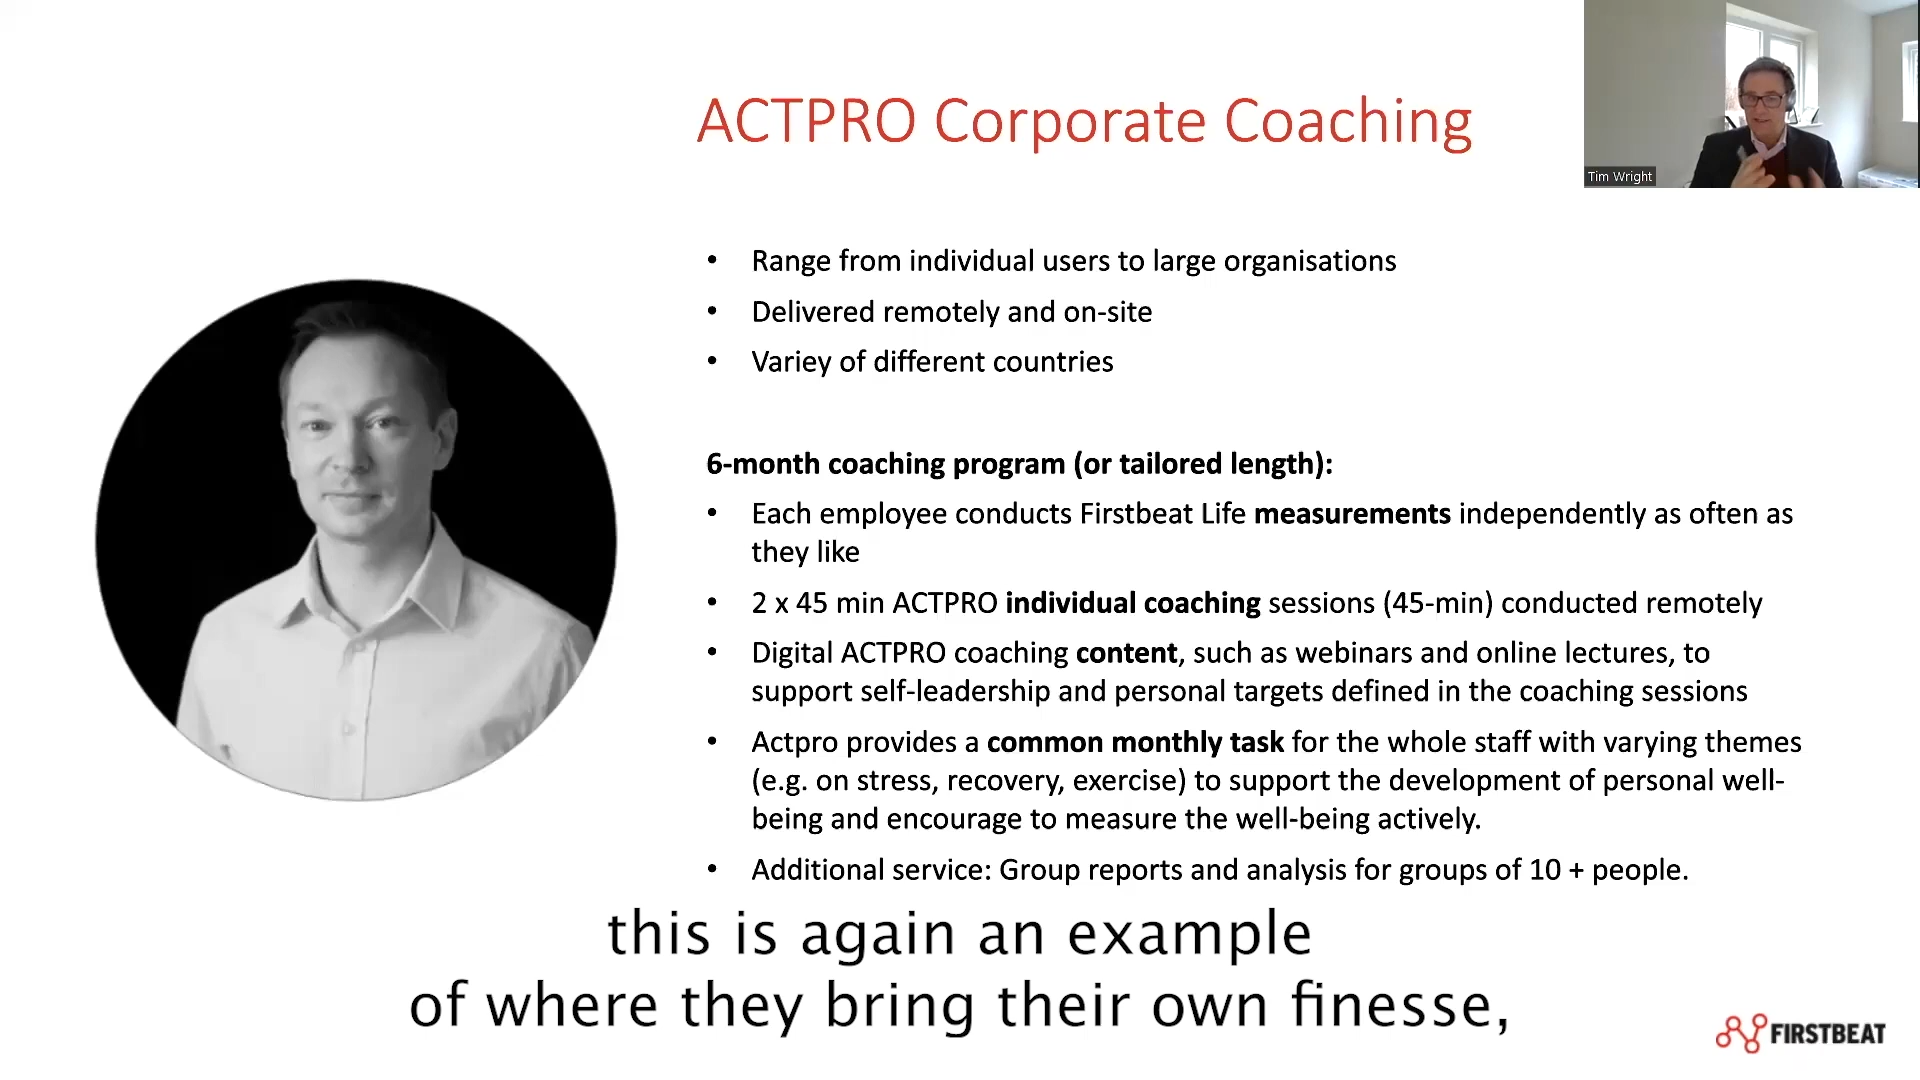 ACTPRO Corporate Coaching
Tim Wright
• Range from individual users to large organisations
• Delivered remotely and on-site
• Variey of different countries
6-month coaching program (or tailored length):
• Each employee conducts Firstbeat Life measurements independently as often as
they like
• 2 x 45 min ACTPRO individual coaching sessions (45-min) conducted remotely
• Digital ACTPRO coaching content, such as webinars and online lectures, to
support self-leadership and personal targets defined in the coaching sessions
• Actpro provides a common monthly task for the whole staff with varying themes
(e.g. on stress, recovery, exercise) to support the development of personal well-
being and encourage to measure the well-being actively.
• Additional service: Group reports and analysis for groups of 10 + people.
this is again an example
of where they bring their own finesse,
FIRSTBEAT